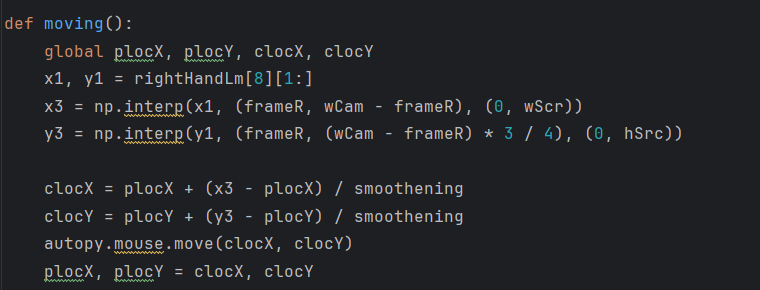 def moving():
    global plocX, plocY, clocX, clocY
    x1, y1 = rightHandLm[8][1:]
    x3 = np.interp(x1, (frameR, wCam - frameR), (0, wScr))
    y3 = np.interp(y1, (frameR, (wCam - frameR) * 3 / 4), (0, hSrc))

    clocX = plocX + (x3 - plocX) / smoothening
    clocY = plocY + (y3 - plocY) / smoothening
    autopy.mouse.move(clocX, clocY)
    plocX, plocY = clocX, clocY